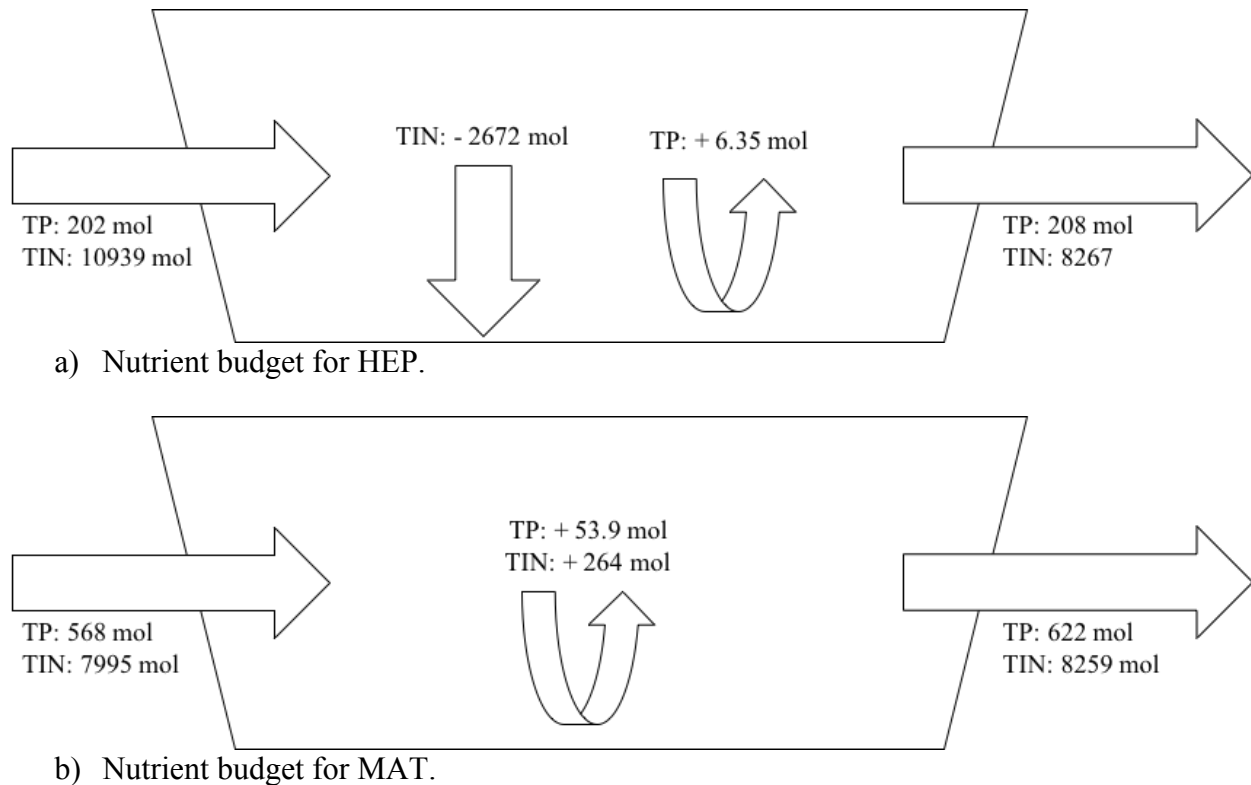 TIN: - 2672 mol
TP: + 6.35 mol
TP: 202 mol
TIN: 10939 mol
TP: 208 mol
TIN: 8267
a) Nutrient budget for HEP.
TP: + 53.9 mol
TIN: + 264 mol
TP: 568 mol
TIN: 7995 mol
TP: 622 mol
TIN: 8259 mol
b) Nutrient budget for MAT.